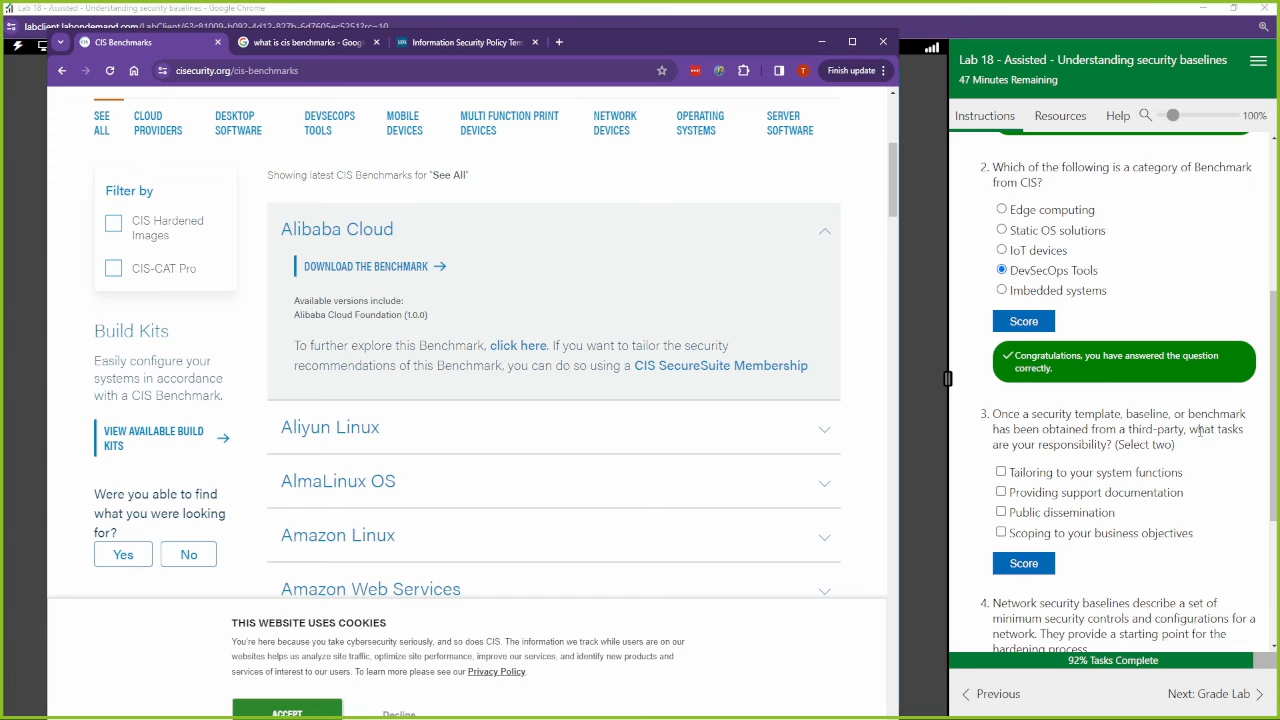 Lab 18 - Assisted - Understanding security baselines - Google Chrome
labclient.labondemand.com/LabClient/63c81009-b092-4d12-827b-6d7605ec5251?rc=10
CIS Benchmarks
what is cis benchmarks - Goog
Information Security Policy Tem
cisecurity.org/cis-benchmarks
T
Finish update
SEE ALL
CLOUD PROVIDERS
DESKTOP SOFTWARE
DEVSECOPS TOOLS
MOBILE DEVICES
MULTI FUNCTION PRINT DEVICES
NETWORK DEVICES
OPERATING SYSTEMS
SERVER SOFTWARE
Filter by
CIS Hardened
Images
CIS-CAT Pro
Build Kits
Easily configure your
systems in accordance
with a CIS Benchmark.
VIEW AVAILABLE BUILD
KITS
Were you able to find
what you were looking
for?
Yes
No
Showing latest CIS Benchmarks for "See All"
Alibaba Cloud
DOWNLOAD THE BENCHMARK
Available versions include:
Alibaba Cloud Foundation (1.0.0)
To further explore this Benchmark, click here. If you want to tailor the security
recommendations of this Benchmark, you can do so using a CIS SecureSuite Membership
Aliyun Linux
AlmaLinux OS
Amazon Linux
Amazon Web Services
THIS WEBSITE USES COOKIES
You're here because you take cybersecurity seriously, and so does CIS. The information we track while users are on our
websites helps us analyze site traffic, optimize site performance, improve our services, and identify new products and
services of interest to our users. To learn more please see our Privacy Policy.
ACCEPT
Decline
Lab 18 - Assisted - Understanding security baselines
47 Minutes Remaining
Instructions
Resources
Help
100%
2. Which of the following is a category of Benchmark
from CIS?
Edge computing
Static OS solutions
IoT devices
DevSecOps Tools
Imbedded systems
Score
Congratulations, you have answered the question
correctly.
3. Once a security template, baseline, or benchmark
has been obtained from a third-party, what tasks
are your responsibility? (Select two)
Tailoring to your system functions
Providing support documentation
Public dissemination
Scoping to your business objectives
Score
4. Network security baselines describe a set of
minimum security controls and configurations for a
network. They provide a starting point for the
hardening process.
92% Tasks Complete
Previous
Next: Grade Lab